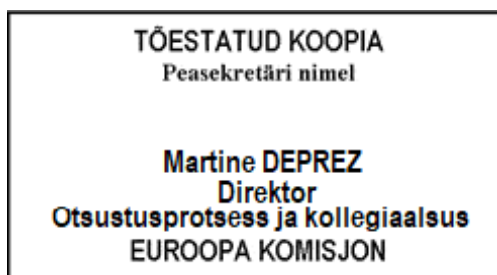 TÕESTATUD KOOPIA
Peasekretäri nimel
Martine DEPREZ
Direktor
Otsustusprotsess ja kollegiaalsus
EUROOPA KOMISJON